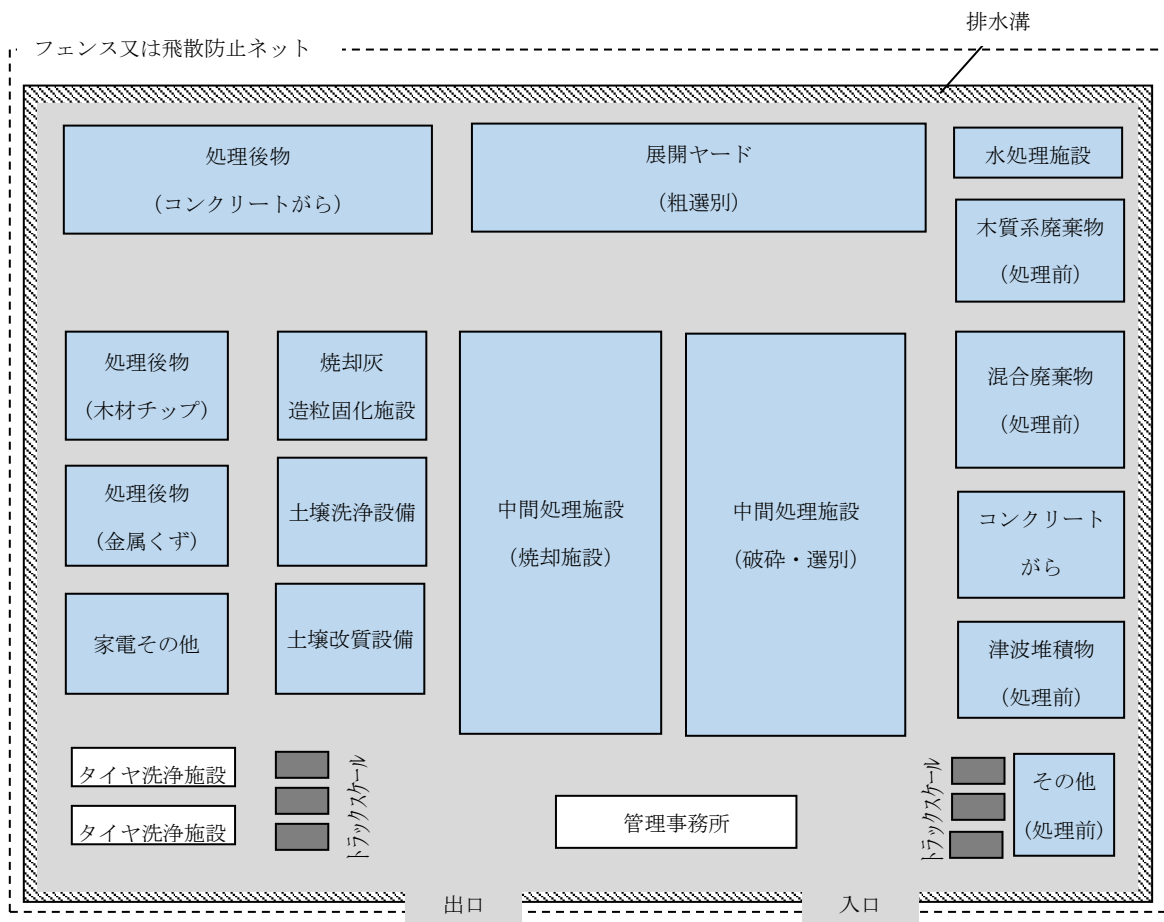 排水溝
フェンス又は飛散防止ネット
処理後物
（コンクリートがら）
展開ヤード
（粗選別）
水処理施設
木質系廃棄物
（処理前）
処理後物
（木材チップ）
焼却灰
造粒固化施設
中間処理施設
（焼却施設）
中間処理施設
（破砕・選別）
混合廃棄物
（処理前）
処理後物
（金属くず）
土壌洗浄設備
コンクリート
がら
家電その他
土壌改質設備
津波堆積物
（処理前）
タイヤ洗浄施設
タイヤ洗浄施設
トラックスケール
管理事務所
トラックスケール
その他
（処理前）
出口
入口